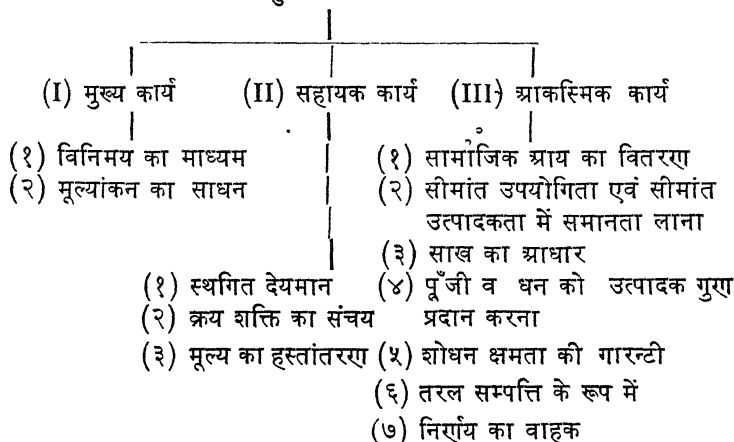 (I) मुख्य कार्य (II) सहायक कार्य (III) आकस्मिक कार्य
(१) विनिमय का माध्यम
(२) मूल्यांकन का साधन
(१) स्थगित देयमान
(२) क्रय शक्ति का संचय
(३) मूल्य का हस्तांतरण
(१) सामाजिक आय का वितरण
(२) सीमांत उपयोगिता एवं सीमांत
उत्पादकता में समानता लाना
(३) साख का आधार
(४) पूँजी व धन को उत्पादक गुण
प्रदान करना
(५) शोधन क्षमता की गारन्टी
(६) तरल सम्पत्ति के रूप में
(७) निर्णय का वाहक